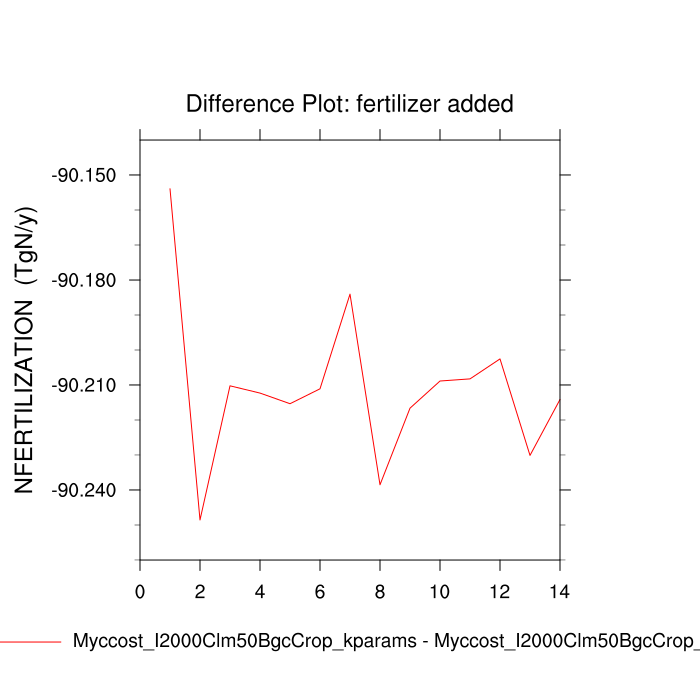 Difference Plot: fertilizer added
NFERTILIZATION (TgN/y)
-90.150
-90.180
-90.210
-90.240
0 2 4 6 8 10 12 14
Myccost_I2000Clm50BgcCrop_kparams - Myccost_I2000Clm50BgcCrop_